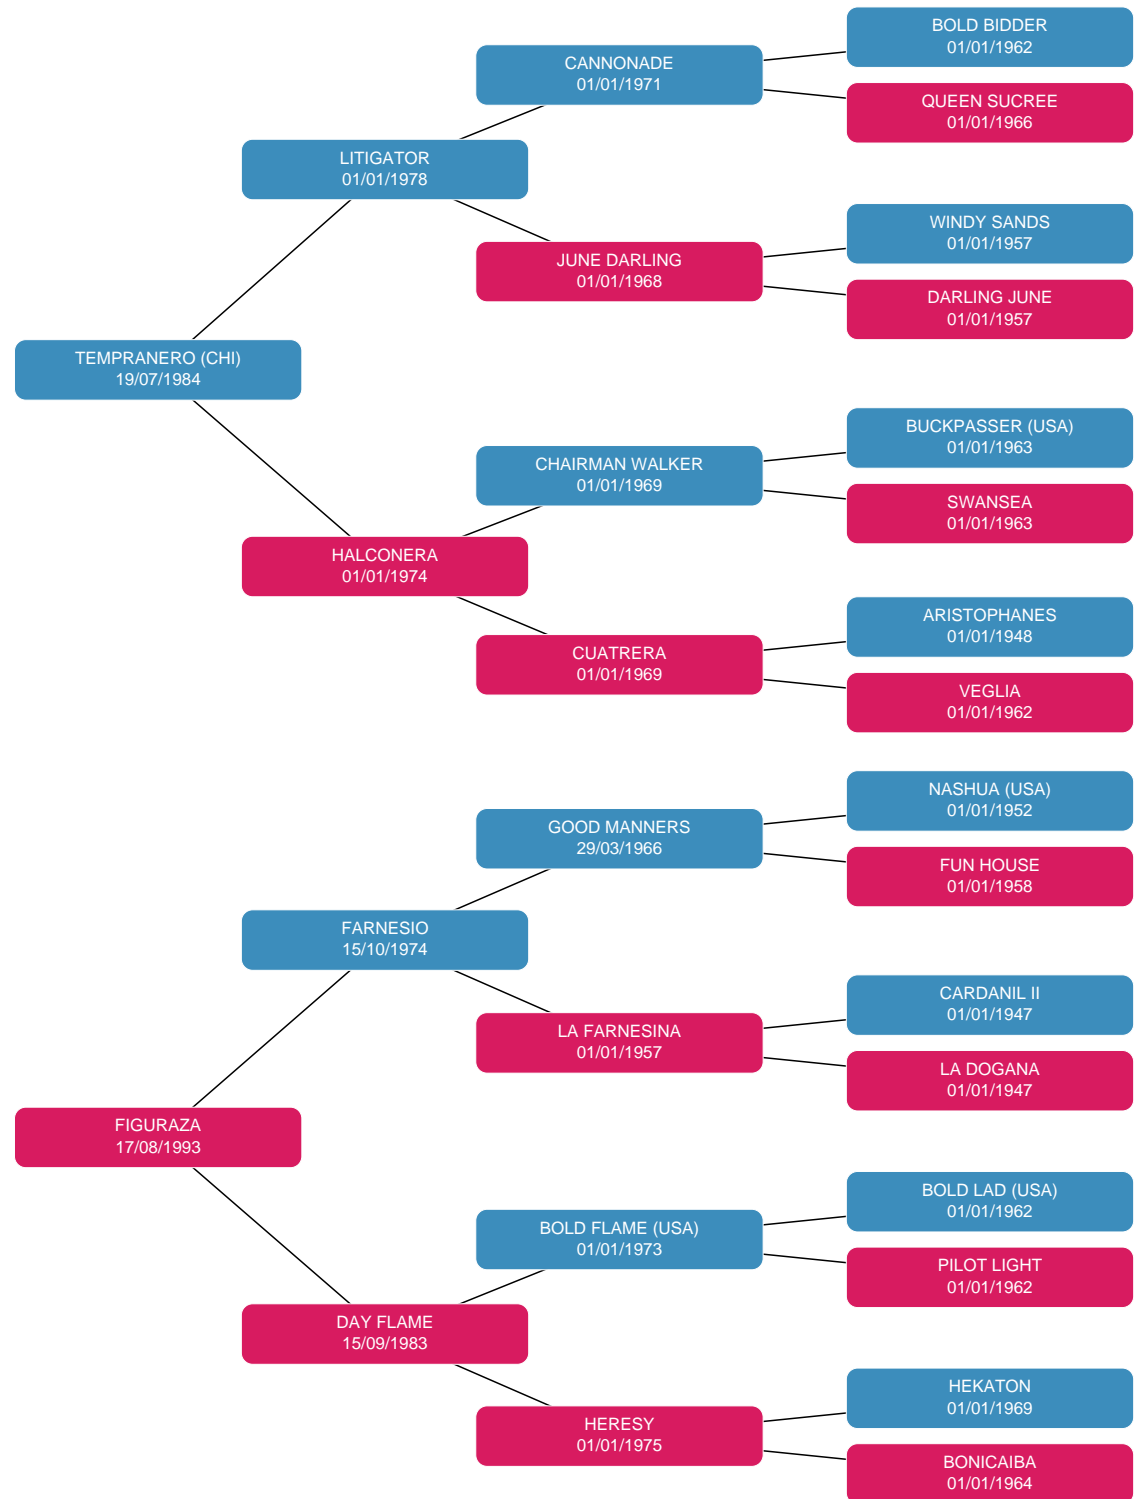 BOLD BIDDER
01/01/1962
CANNONADE
01/01/1971
QUEEN SUCREE
01/01/1966
LITIGATOR
01/01/1978
WINDY SANDS
01/01/1957
JUNE DARLING
01/01/1968
DARLING JUNE
01/01/1957
TEMPRANERO (CHI)
19/07/1984
BUCKPASSER (USA)
01/01/1963
CHAIRMAN WALKER
01/01/1969
SWANSEA
01/01/1963
HALCONERA
01/01/1974
ARISTOPHANES
01/01/1948
CUATRERA
01/01/1969
VEGLIA
01/01/1962
NASHUA (USA)
01/01/1952
GOOD MANNERS
29/03/1966
FUN HOUSE
01/01/1958
FARNESIO
15/10/1974
CARDANIL II
01/01/1947
LA FARNESINA
01/01/1957
LA DOGANA
01/01/1947
FIGURAZA
17/08/1993
BOLD LAD (USA)
01/01/1962
BOLD FLAME (USA)
01/01/1973
PILOT LIGHT
01/01/1962
DAY FLAME
15/09/1983
HEKATON
01/01/1969
HERESY
01/01/1975
BONICAIBA
01/01/1964